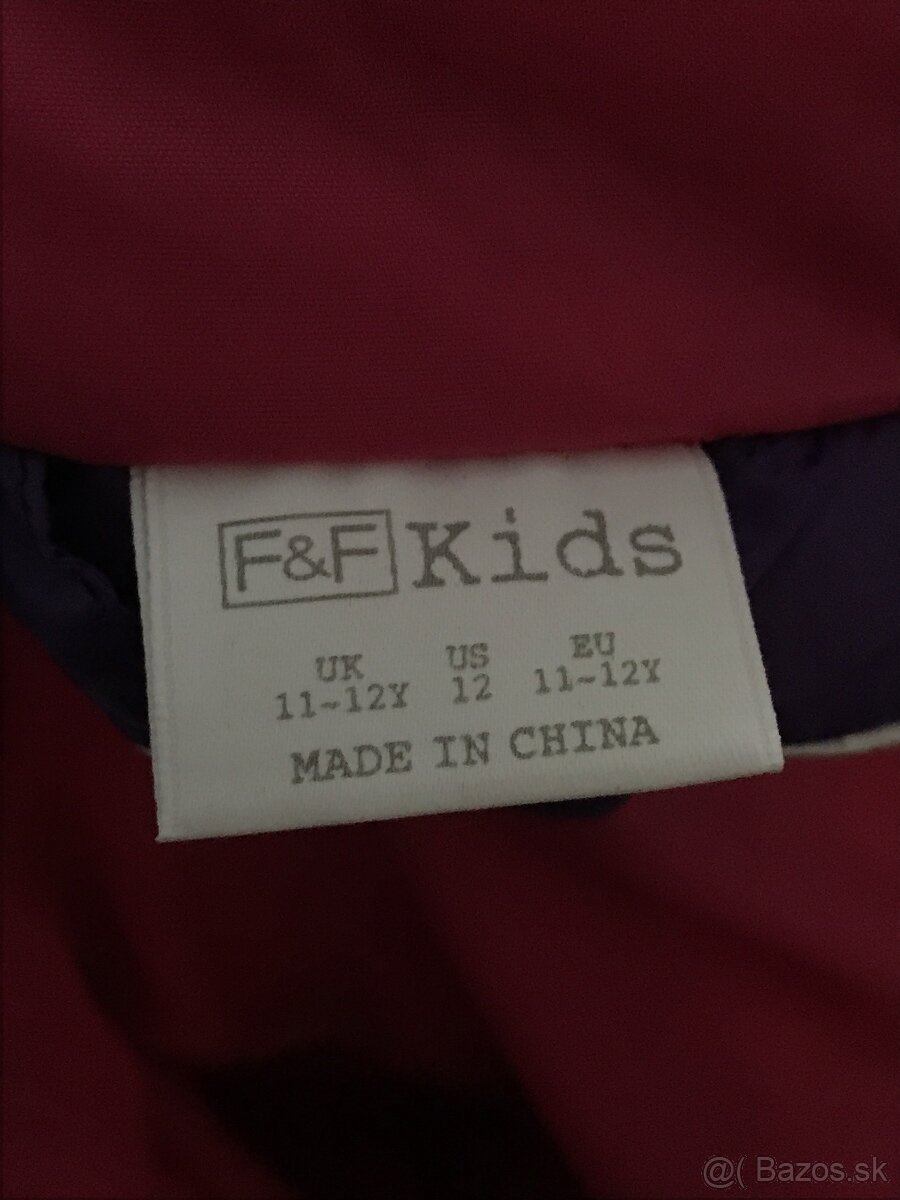 F&F Kids
UK US EU
11-12Y 12 11-12Y
MADE IN CHINA
@( Bazos.sk